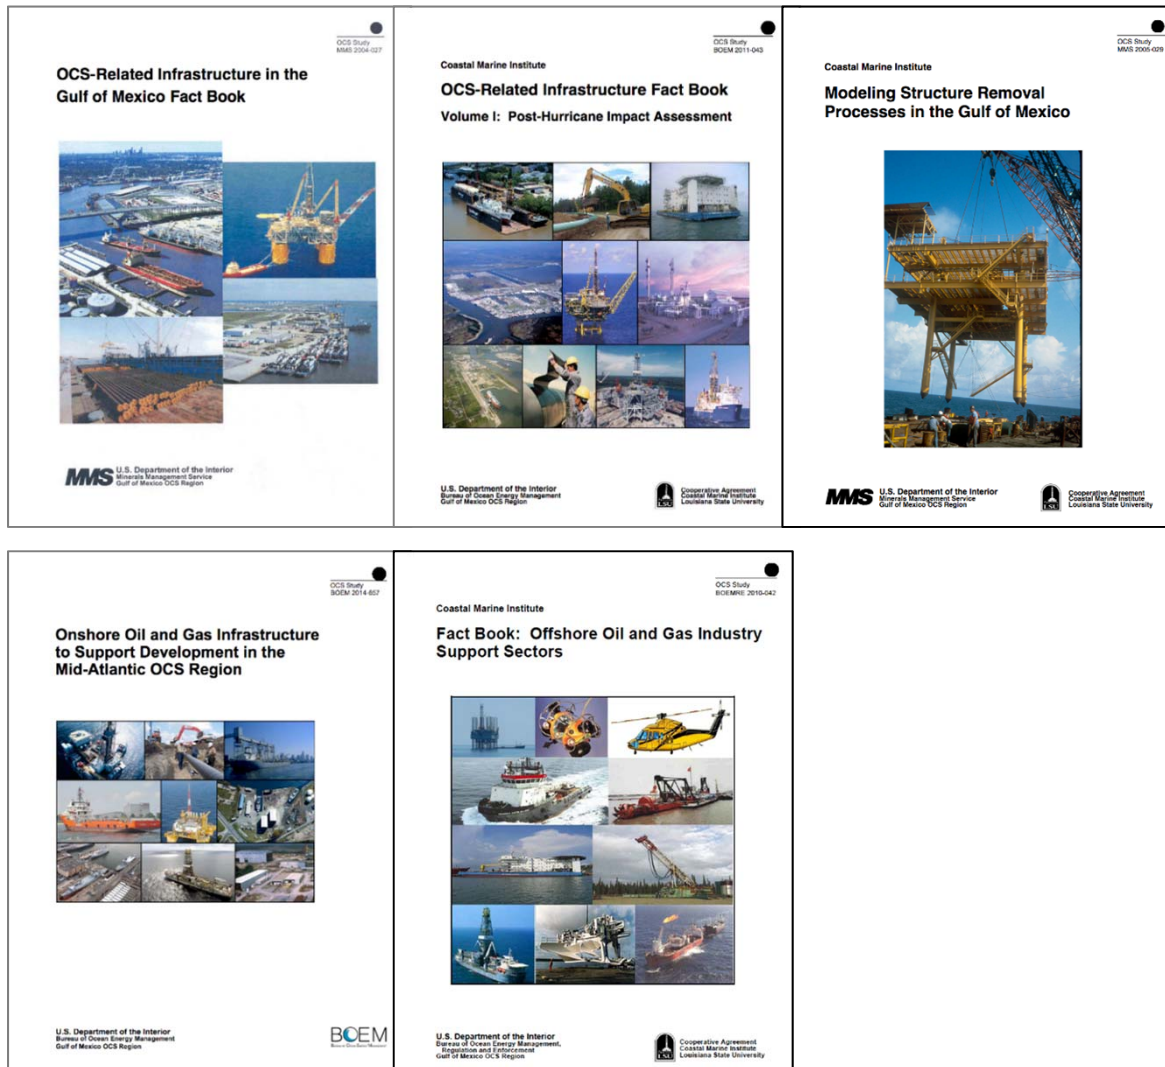 OCS Study
MMS 2004-027
OCS-Related Infrastructure in the
Gulf of Mexico Fact Book
MMS
U.S. Department of the Interior
Minerals Management Service
Gulf of Mexico OCS Region
OCS Study
BOEM 2011-043
Coastal Marine Institute
OCS-Related Infrastructure Fact Book
Volume I: Post-Hurricane Impact Assessment
U.S. Department of the Interior
Bureau of Ocean Energy Management
Gulf of Mexico OCS Region
LSU
Cooperative Agreement
Coastal Marine Institute
Louisiana State University
OCS Study
MMS 2005-029
Coastal Marine Institute
Modeling Structure Removal
Processes in the Gulf of Mexico
MMS
U.S. Department of the Interior
Minerals Management Service
Gulf of Mexico OCS Region
LSU
Cooperative Agreement
Coastal Marine Institute
Louisiana State University
OCS Study
BOEM 2014-657
Onshore Oil and Gas Infrastructure
to Support Development in the
Mid-Atlantic OCS Region
U.S. Department of the Interior
Bureau of Ocean Energy Management
Gulf of Mexico OCS Region
BOEM
Bureau of Ocean Energy Management
OCS Study
BOEMRE 2010-042
Coastal Marine Institute
Fact Book: Offshore Oil and Gas Industry
Support Sectors
U.S. Department of the Interior
Bureau of Ocean Energy Management,
Regulation and Enforcement
Gulf of Mexico OCS Region
LSU
Cooperative Agreement
Coastal Marine Institute
Louisiana State University